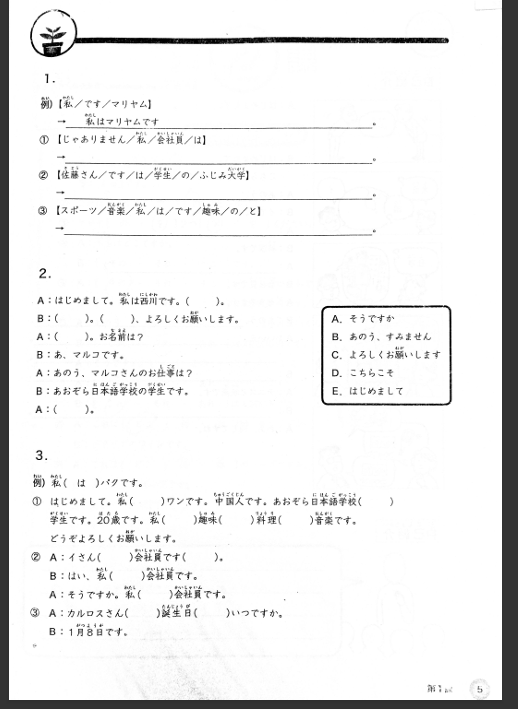 1.
例)【私／です／マリヤム】
→ 私はマリヤムです。
① 【じゃありません／私／会社員／は】
→ 。
② 【佐藤さん／です／は／学生／の／ふじみ大学】
→ 。
③ 【スポーツ／音楽／私／は／です／趣味／の／と】
→ 。
2.
A：はじめまして。私は西川です。(　　)。
B：(　　)。(　　)、よろしくお願いします。
A：(　　)。お名前は？
B：あ、マルコです。
A：あのう、マルコさんのお仕事は？
B：あおぞら日本語学校の学生です。
A：(　　)。
A．そうですか
B．あのう、すみません
C．よろしくお願いします
D．こちらこそ
E．はじめまして
3.
例) 私(　は　)パクです。
① はじめまして。私(　　)ワンです。中国人です。あおぞら日本語学校(　　)
学生です。20歳です。私(　　)趣味(　　)料理(　　)音楽です。
どうぞよろしくお願いします。
② A：イさん(　　)会社員です(　　)。
B：はい、私(　　)会社員です。
A：そうですか。私(　　)会社員です。
③ A：カルロスさん(　　)誕生日(　　)いつですか。
B：1月8日です。
。
5